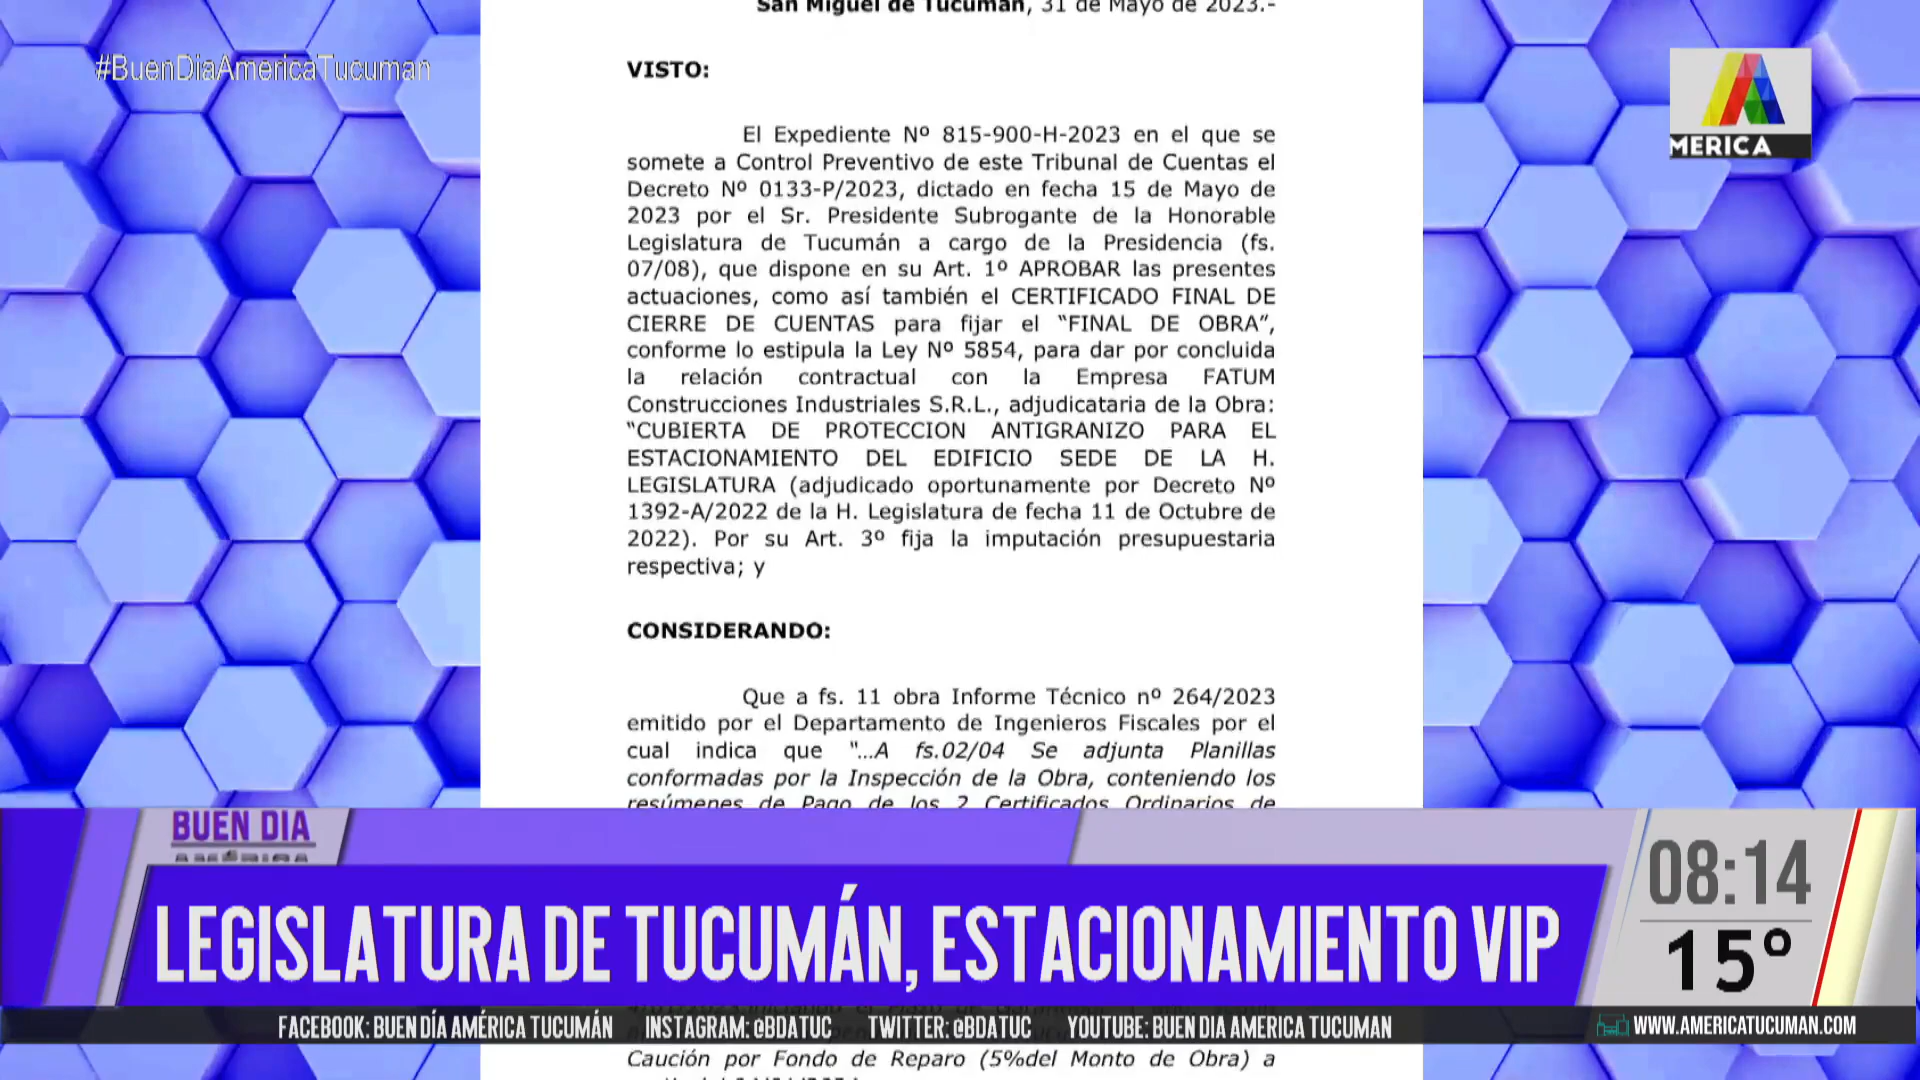 San Miguel de Tucumán, 31 de Mayo de 2023.-
#BuenDiaAmericaTucuman
AMERICA
VISTO:
El Expediente Nº 815-900-H-2023 en el que se
somete a Control Preventivo de este Tribunal de Cuentas el
Decreto Nº 0133-P/2023, dictado en fecha 15 de Mayo de
2023 por el Sr. Presidente Subrogante de la Honorable
Legislatura de Tucumán a cargo de la Presidencia (fs.
07/08), que dispone en su Art. 1º APROBAR las presentes
actuaciones, como así también el CERTIFICADO FINAL DE
CIERRE DE CUENTAS para fijar el “FINAL DE OBRA”,
conforme lo estipula la Ley Nº 5854, para dar por concluida
la relación contractual con la Empresa FATUM
Construcciones Industriales S.R.L., adjudicataria de la Obra:
“CUBIERTA DE PROTECCION ANTIGRANIZO PARA EL
ESTACIONAMIENTO DEL EDIFICIO SEDE DE LA H.
LEGISLATURA (adjudicado oportunamente por Decreto Nº
1392-A/2022 de la H. Legislatura de fecha 11 de Octubre de
2022). Por su Art. 3º fija la imputación presupuestaria
respectiva; y
CONSIDERANDO:
Que a fs. 11 obra Informe Técnico nº 264/2023
emitido por el Departamento de Ingenieros Fiscales por el
cual indica que “…A fs.02/04 Se adjunta Planillas
conformadas por la Inspección de la Obra, conteniendo los
resúmenes de Pago de los 2 Certificados Ordinarios de
BUEN DIA
AMÉRICA
08:14
LEGISLATURA DE TUCUMÁN, ESTACIONAMIENTO VIP
15°
FACEBOOK: BUEN DÍA AMÉRICA TUCUMÁN INSTAGRAM: @BDATUC TWITTER: @BDATUC YOUTUBE: BUEN DIA AMERICA TUCUMAN
WWW.AMERICATUCUMAN.COM
Caución por Fondo de Reparo (5%del Monto de Obra) a